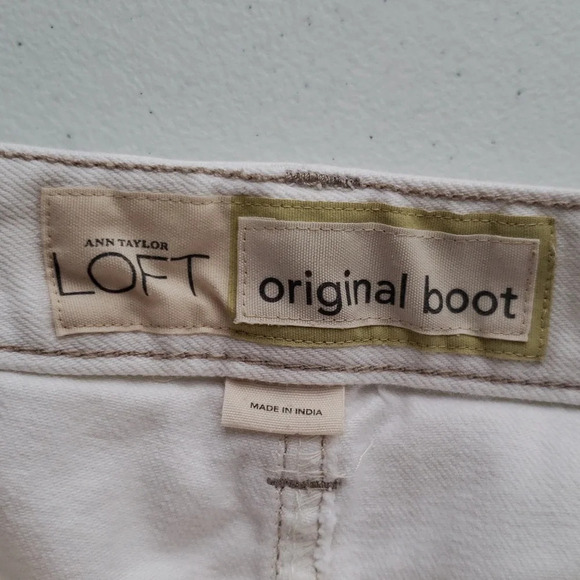 ANN TAYLOR
LOFT
original boot
MADE IN INDIA